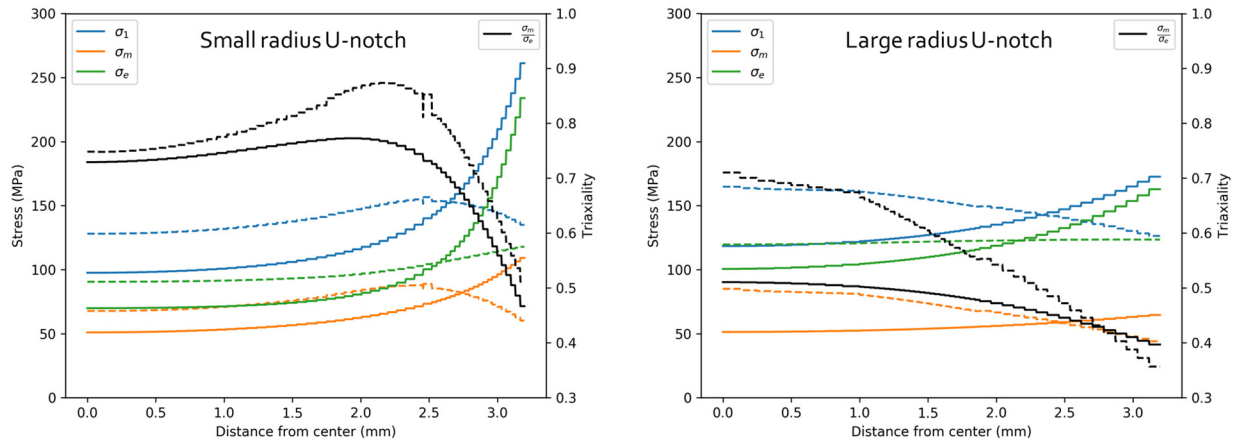 Small radius U-notch
σ1
σm
σe
σm/σe
Stress (MPa)
300
250
200
150
100
50
0
Triaxiality
1.0
0.9
0.8
0.7
0.6
0.5
0.4
0.3
0.0 0.5 1.0 1.5 2.0 2.5 3.0
Distance from center (mm)
Large radius U-notch
σ1
σm
σe
σm/σe
Stress (MPa)
300
250
200
150
100
50
0
Triaxiality
1.0
0.9
0.8
0.7
0.6
0.5
0.4
0.3
0.0 0.5 1.0 1.5 2.0 2.5 3.0
Distance from center (mm)